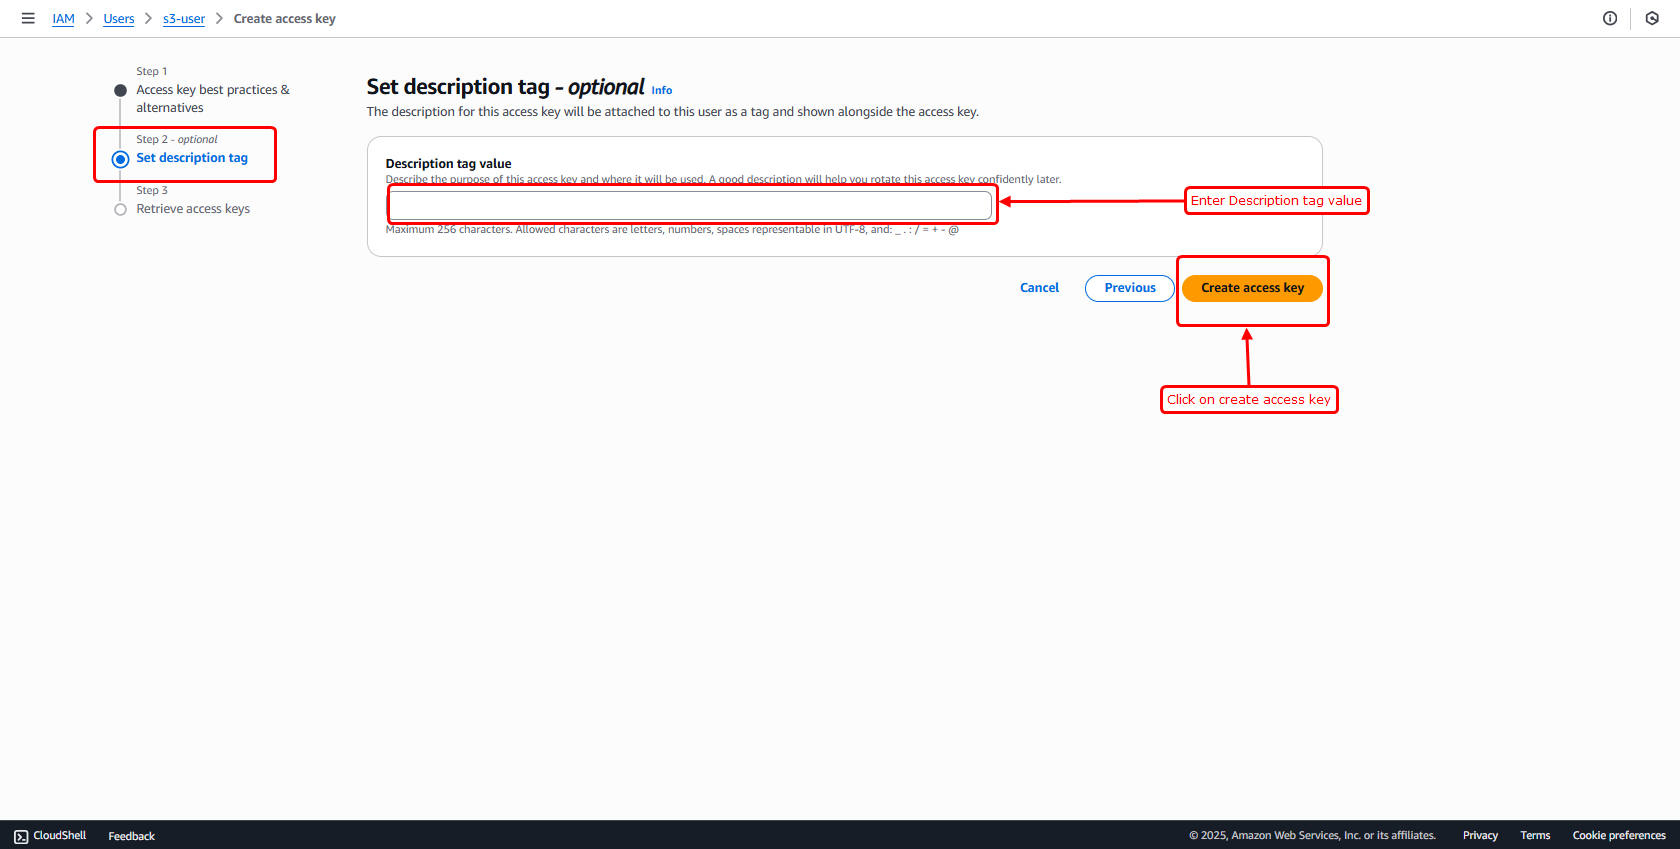 IAM > Users > s3-user > Create access key
Step 1
Access key best practices &
alternatives
Step 2 - optional
Set description tag
Step 3
Retrieve access keys
Set description tag - optional Info
The description for this access key will be attached to this user as a tag and shown alongside the access key.
Description tag value
Describe the purpose of this access key and where it will be used. A good description will help you rotate this access key confidently later.
Enter Description tag value
Maximum 256 characters. Allowed characters are letters, numbers, spaces representable in UTF-8, and: _ . : / = + - @
Cancel Previous Create access key
Click on create access key
CloudShell Feedback © 2025, Amazon Web Services, Inc. or its affiliates. Privacy Terms Cookie preferences